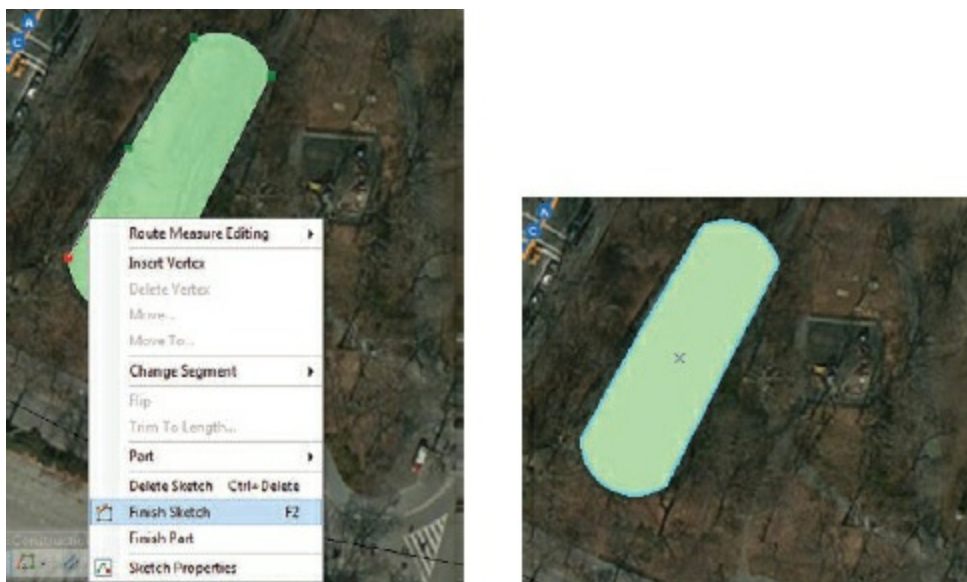 A
C
Route Measure Editing
Insert Vertex
Delete Vertex
Move...
Move To...
Change Segment
Flip
Trim To Length...
Part
Delete Sketch Ctrl+Delete
Finish Sketch F2
Finish Part
Sketch Properties
A
C